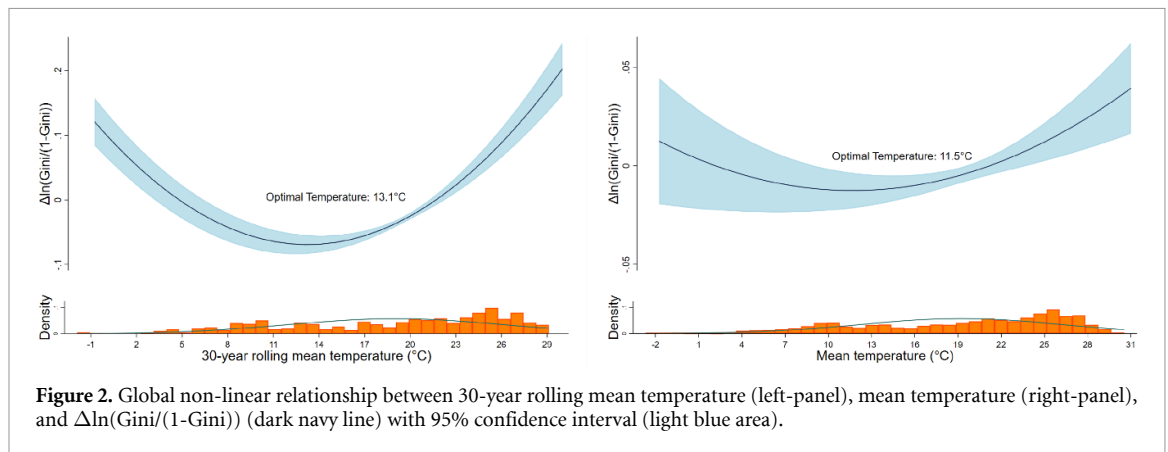 Δln(Gini/(1-Gini))
.2
.1
0
-.1
Optimal Temperature: 13.1°C
Density
-1 2 5 8 11 14 17 20 23 26 29
30-year rolling mean temperature (°C)
Δln(Gini/(1-Gini))
.05
0
-.05
Optimal Temperature: 11.5°C
Density
-2 1 4 7 10 13 16 19 22 25 28 31
Mean temperature (°C)
Figure 2. Global non-linear relationship between 30-year rolling mean temperature (left-panel), mean temperature (right-panel),
and Δln(Gini/(1-Gini)) (dark navy line) with 95% confidence interval (light blue area).